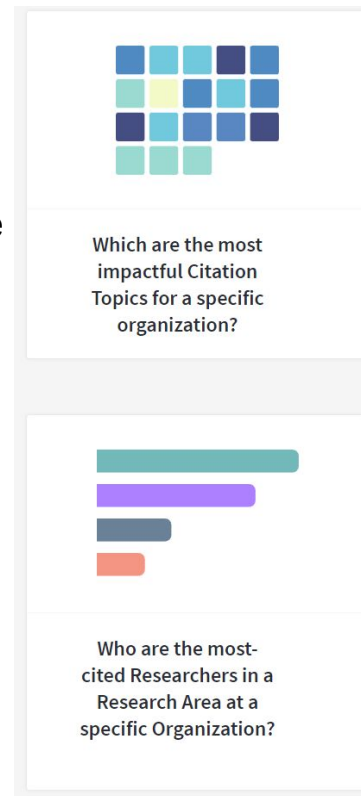 e
Which are the most
impactful Citation
Topics for a specific
organization?
Who are the most-
cited Researchers in a
Research Area at a
specific Organization?